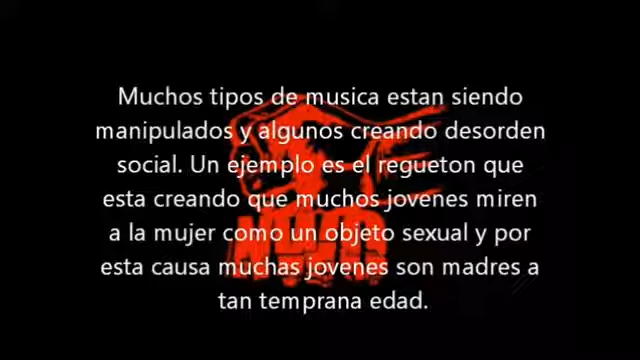 Muchos tipos de musica estan siendo
manipulados y algunos creando desorden
social. Un ejemplo es el regueton que
esta creando que muchos jovenes miren
a la mujer como un objeto sexual y por
esta causa muchas jovenes son madres a
tan temprana edad.